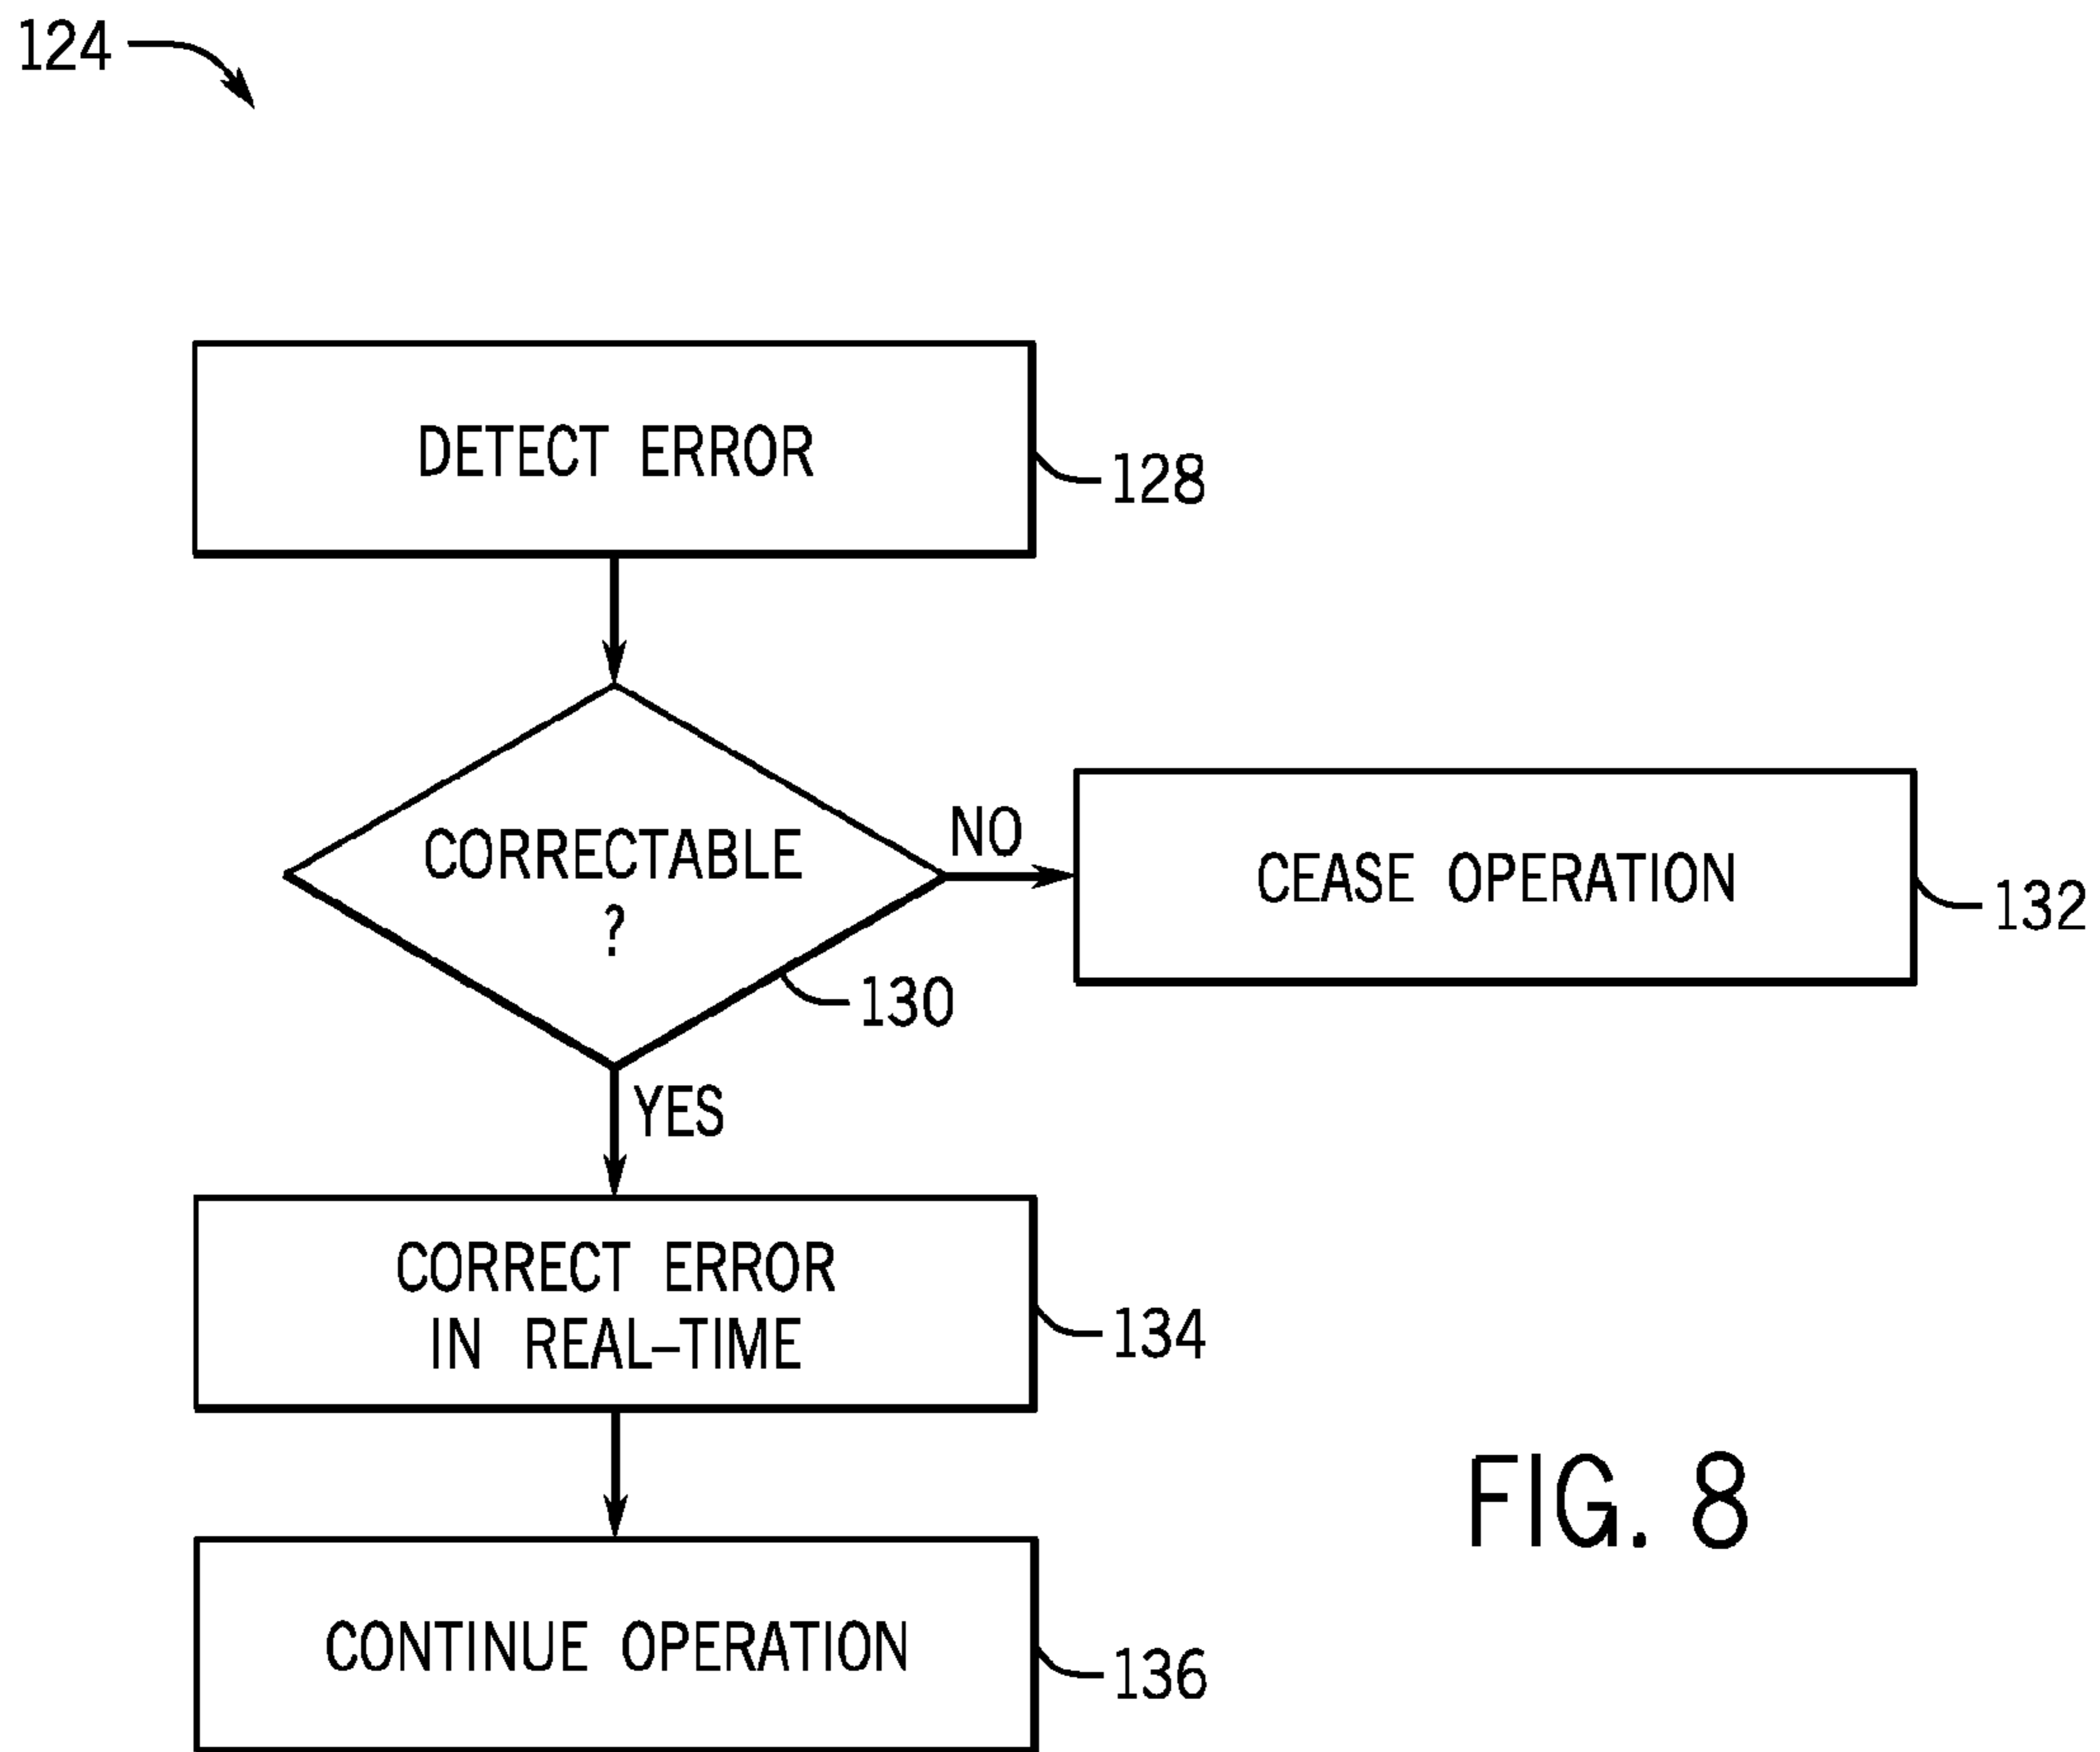 124
DETECT ERROR
128
CORRECTABLE
?
130
NO
CEASE OPERATION
132
YES
CORRECT ERROR
IN REAL-TIME
134
CONTINUE OPERATION
136
FIG. 8